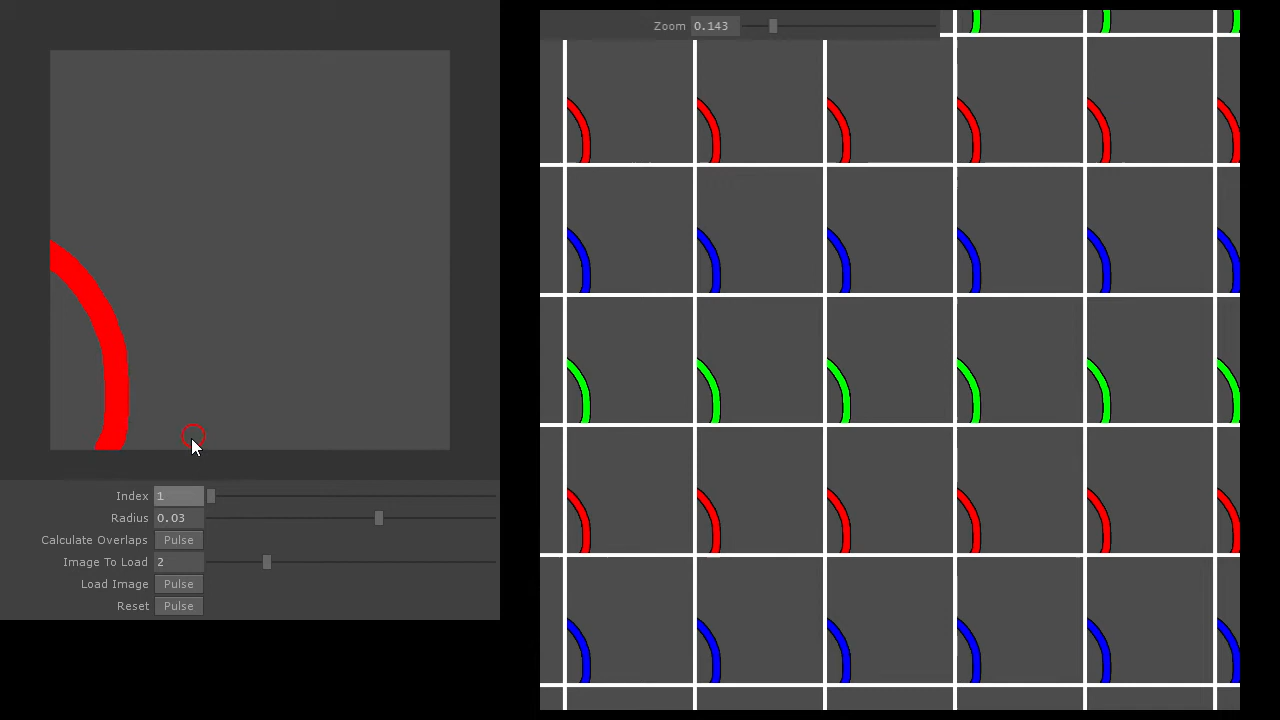 Zoom 0.143
Index 1
Radius 0.03
Calculate Overlaps Pulse
Image To Load 2
Load Image Pulse
Reset Pulse